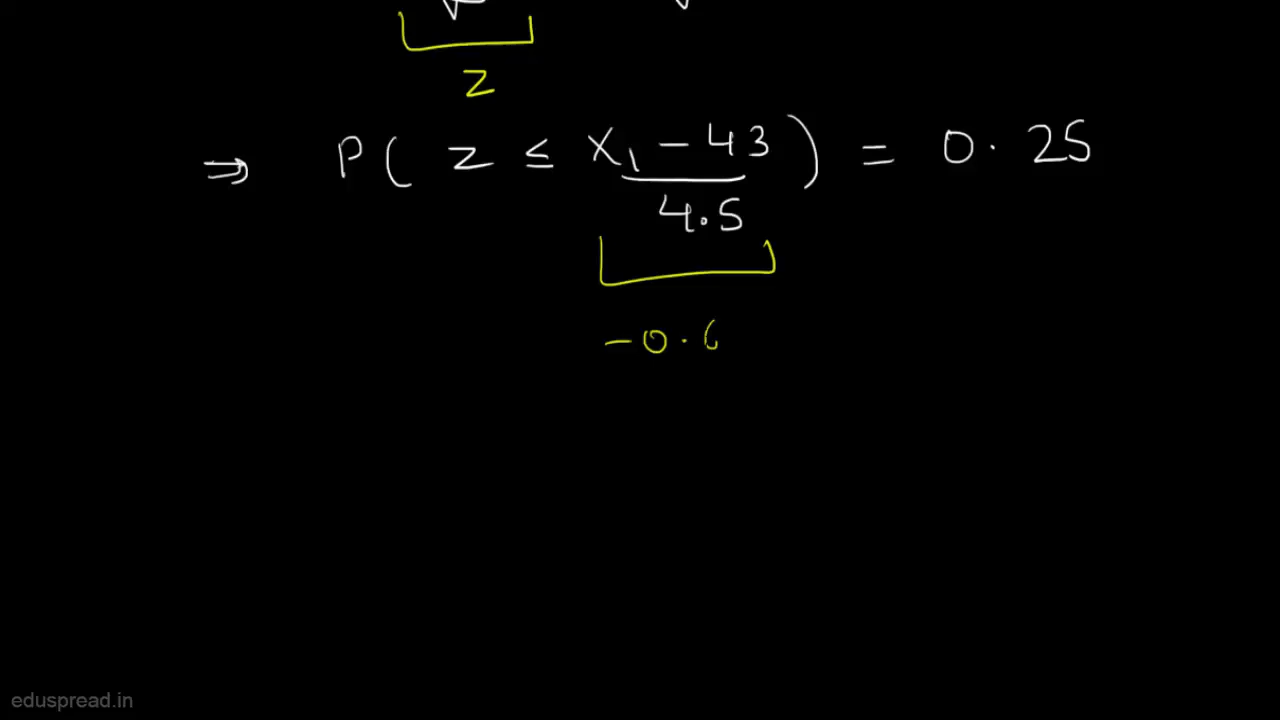 z
⇒ P( z ≤ (x₁ - 43)/4.5 ) = 0.25
-0.6
eduspread.in